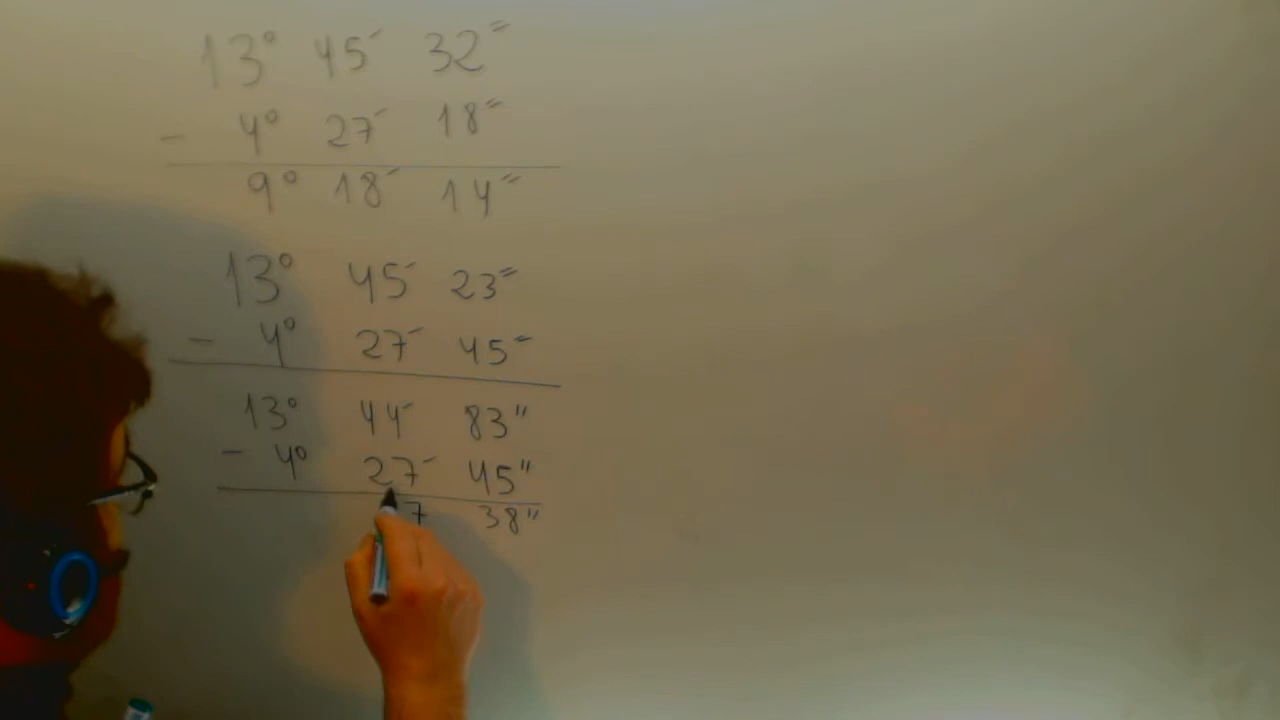 13° 45' 32"
- 4° 27' 18"
9° 18' 14"
13° 45' 23"
- 4° 27' 45"
13° 44' 83"
- 4° 27' 45"
7 38"